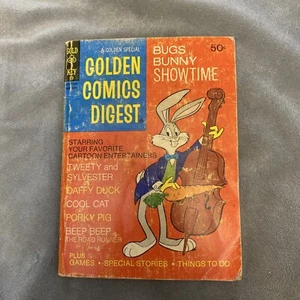 GOLD KEY
A GOLDEN SPECIAL
GOLDEN
COMICS
DIGEST
BUGS
BUNNY
SHOWTIME
50¢
STARRING
YOUR FAVORITE
CARTOON ENTERTAINERS
TWEETY and
SYLVESTER
DAFFY DUCK
COOL CAT
PORKY PIG
BEEP BEEP
THE ROAD RUNNER
PLUS
GAMES • SPECIAL STORIES • THINGS TO DO